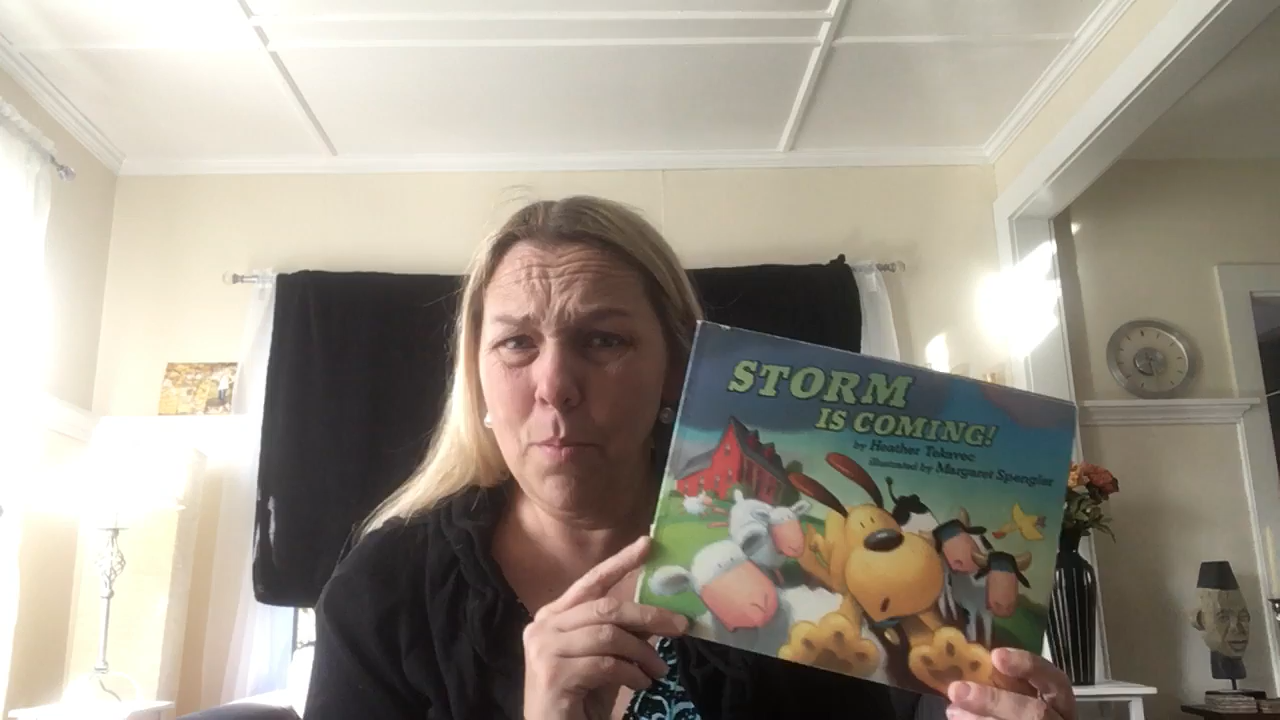 STORM
IS COMING!
by Heather Tekavec
illustrated by Margaret Spengler